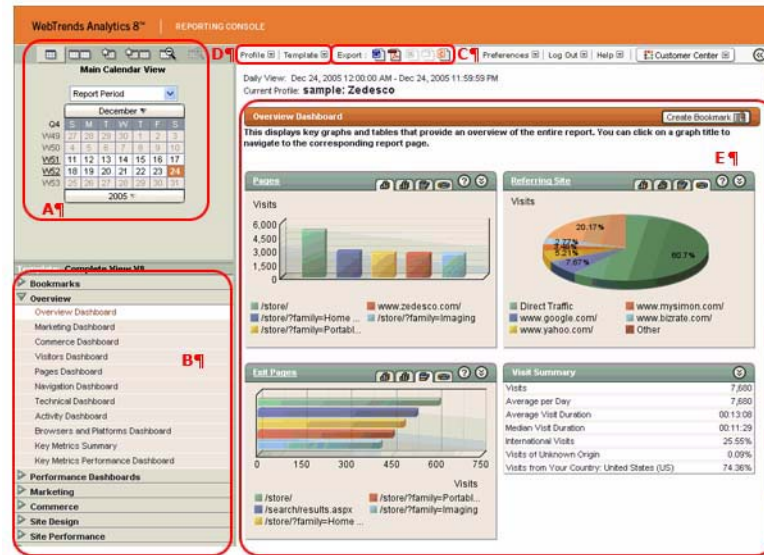 WebTrends Analytics 8™ REPORTING CONSOLE
D¶ Profile Template Export : C¶ Preferences Log Out Help Customer Center
Main Calendar View
Report Period
December
Q4 S M T W T F S
W49 27 28 29 30 1 2 3
W50 4 5 6 7 8 9 10
W51 11 12 13 14 15 16 17
W52 18 19 20 21 22 23 24
W53 25 26 27 28 29 30 31
2005
A¶
Daily View: Dec 24, 2005 12:00:00 AM - Dec 24, 2005 11:59:59 PM
Current Profile: sample: Zedesco
Overview Dashboard Create Bookmark
This displays key graphs and tables that provide an overview of the entire report. You can click on a graph title to
navigate to the corresponding report page.
E¶
Complete View V8
Bookmarks
Overview
Overview Dashboard
Marketing Dashboard
Commerce Dashboard
Visitors Dashboard
Pages Dashboard
Navigation Dashboard
Technical Dashboard
Activity Dashboard
Browsers and Platforms Dashboard
Key Metrics Summary
Key Metrics Performance Dashboard
Performance Dashboards
Marketing
Commerce
Site Design
Site Performance
B¶
Pages
Visits
6,000
4,500
3,000
1,500
0
/store/ www.zedesco.com/
/store/?family=Home ... /store/?family=Imaging
/store/?family=Portabl...
Referring Site
Visits
20.17%
5.21%
7.67%
60.7%
Direct Traffic www.mysimon.com/
www.google.com/ www.bizrate.com/
www.yahoo.com/ Other
Exit Pages
0 150 300 450 600 750
Visits
/store/ /store/?family=Portabl...
/search/results.aspx /store/?family=Imaging
/store/?family=Home ...
Visit Summary
Visits 7,680
Average per Day 7,680
Average Visit Duration 00:13:08
Median Visit Duration 00:11:29
International Visits 25.55%
Visits of Unknown Origin 0.09%
Visits from Your Country: United States (US) 74.36%